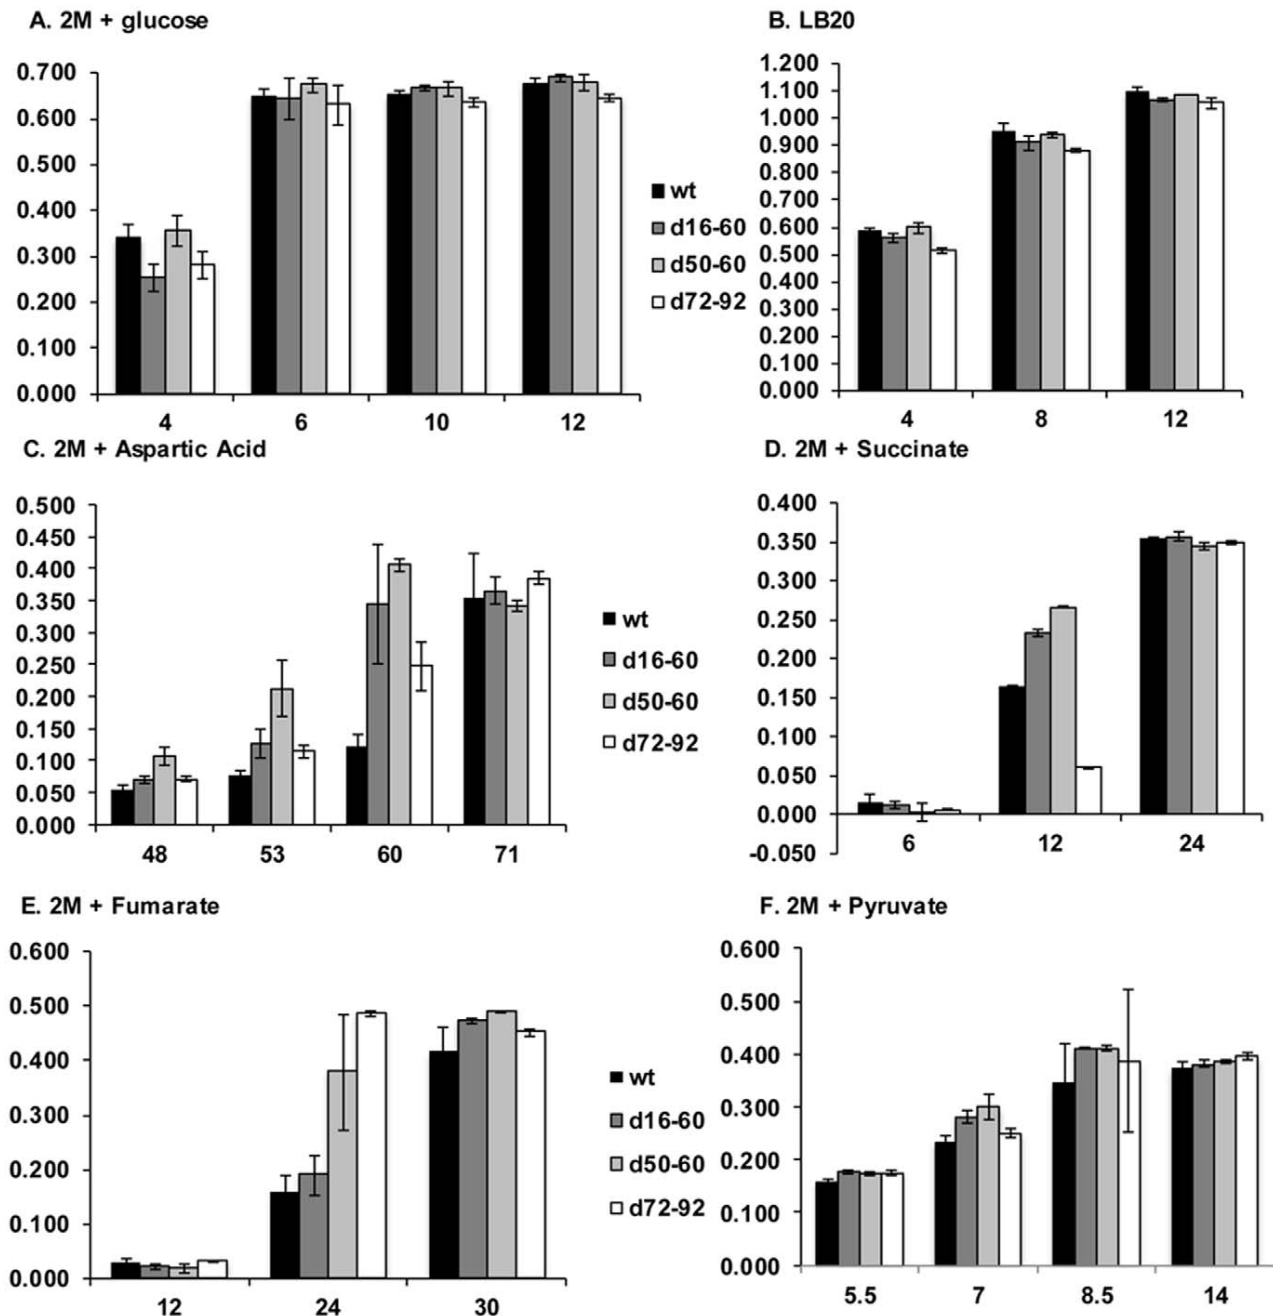 A. 2M + glucose
0.700
0.600
0.500
0.400
0.300
0.200
0.100
0.000
4 6 10 12
wt
d16-60
d50-60
d72-92
B. LB20
1.200
1.100
1.000
0.900
0.800
0.700
0.600
0.500
0.400
0.300
0.200
0.100
0.000
4 8 12
C. 2M + Aspartic Acid
0.500
0.450
0.400
0.350
0.300
0.250
0.200
0.150
0.100
0.050
0.000
48 53 60 71
wt
d16-60
d50-60
d72-92
D. 2M + Succinate
0.400
0.350
0.300
0.250
0.200
0.150
0.100
0.050
0.000
-0.050
6 12 24
E. 2M + Fumarate
0.600
0.500
0.400
0.300
0.200
0.100
0.000
12 24 30
wt
d16-60
d50-60
d72-92
F. 2M + Pyruvate
0.600
0.500
0.400
0.300
0.200
0.100
0.000
5.5 7 8.5 14